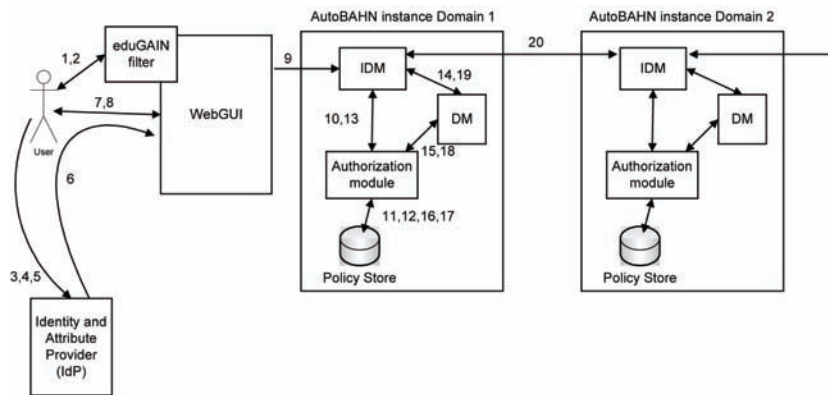 AutoBAHN instance Domain 1
AutoBAHN instance Domain 2
eduGAIN
filter
1,2
9
20
IDM
IDM
14,19
7,8
WebGUI
10,13
DM
DM
User
15,18
6
Authorization
module
Authorization
module
11,12,16,17
3,4,5
Policy Store
Policy Store
Identity and
Attribute
Provider
(IdP)